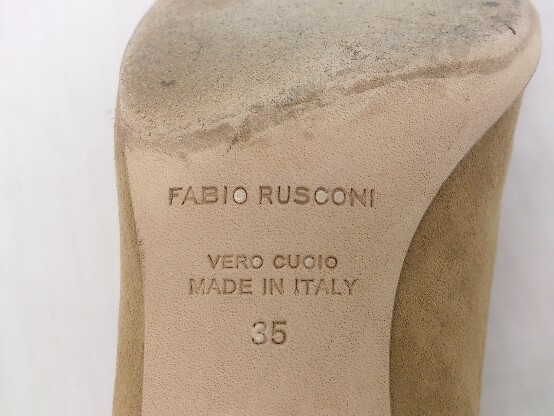 FABIO RUSCONI
VERO CUOIO
MADE IN ITALY
35